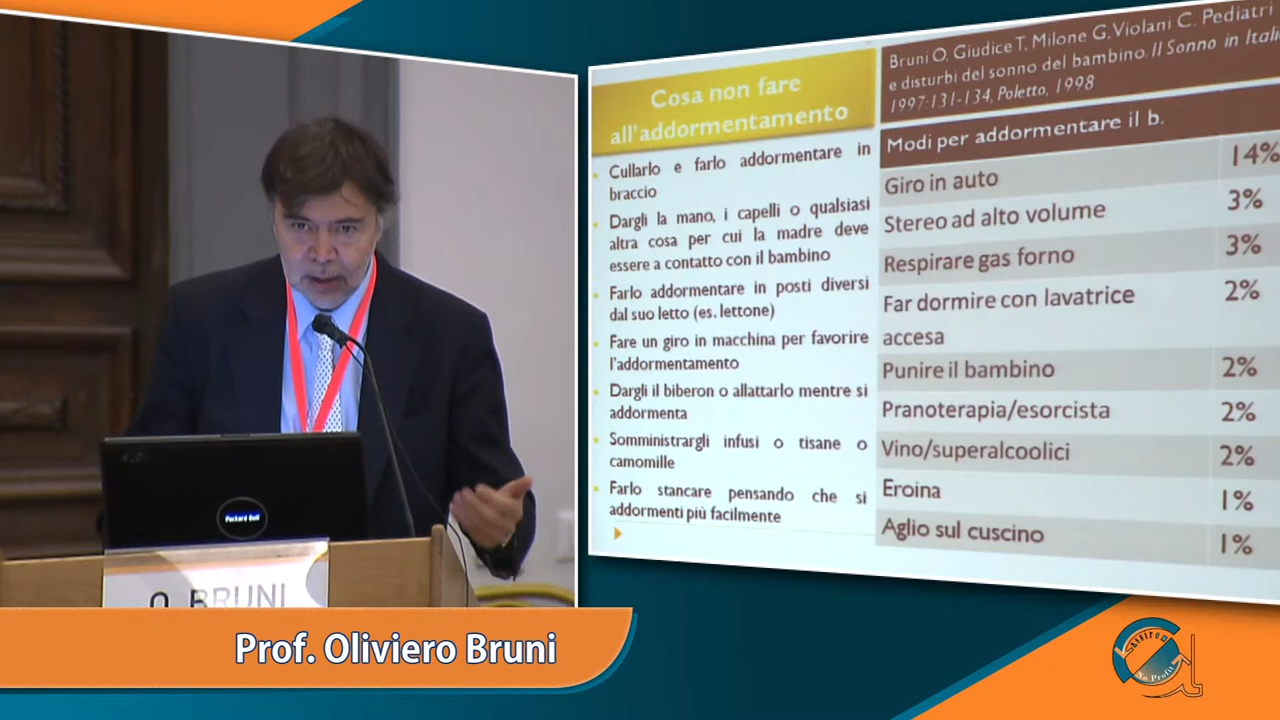 Cosa non fare
all'addormentamento
Cullarlo e farlo addormentare in
braccio
Dargli la mano, i capelli o qualsiasi
altra cosa per cui la madre deve
essere a contatto con il bambino
Farlo addormentare in posti diversi
dal suo letto (es. lettone)
Fare un giro in macchina per favorire
l'addormentamento
Dargli il biberon o allattarlo mentre si
addormenta
Somministrargli infusi o tisane o
camomille
Farlo stancare pensando che si
addormenti più facilmente
Bruni O, Giudice T, Milone G, Violani C. Pediatri
e disturbi del sonno del bambino. Il Sonno in Itali
1997:131-134, Poletto, 1998
Modi per addormentare il b.
Giro in auto 14%
Stereo ad alto volume 3%
Respirare gas forno 3%
Far dormire con lavatrice 2%
accesa
Punire il bambino 2%
Pranoterapia/esorcista 2%
Vino/superalcoolici 2%
Eroina 1%
Aglio sul cuscino 1%
Packard Bell
O. BRUNI
Prof. Oliviero Bruni
No Profit